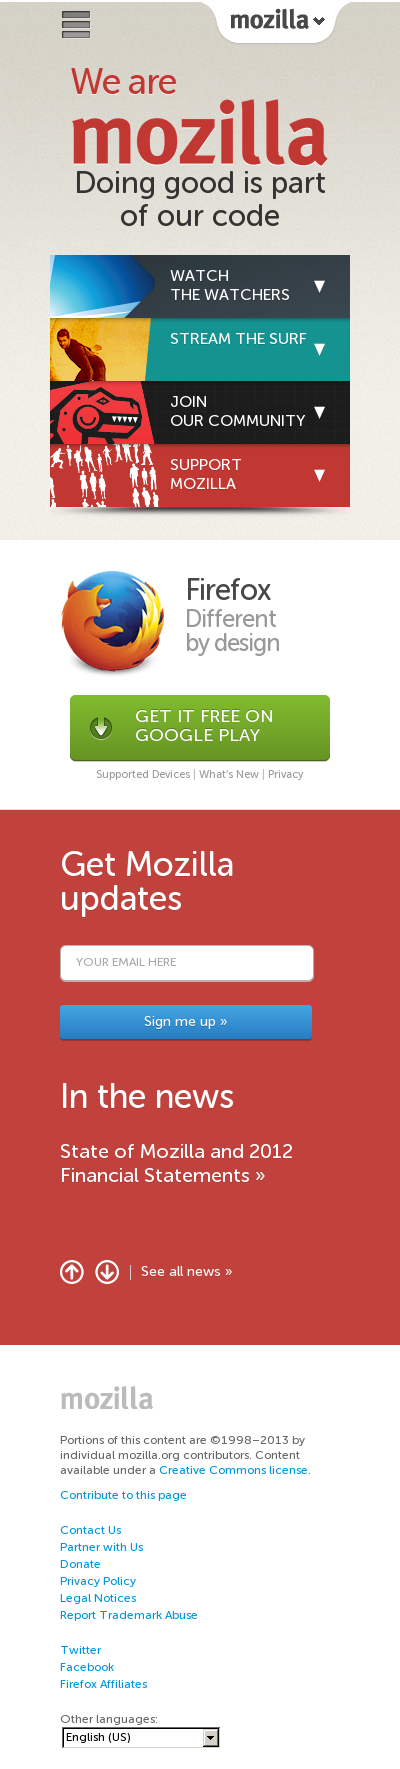 mozilla
We are
mozilla
Doing good is part
of our code
WATCH
THE WATCHERS
STREAM THE SURF
JOIN
OUR COMMUNITY
SUPPORT
MOZILLA
Firefox
Different
by design
GET IT FREE ON
GOOGLE PLAY
Supported Devices | What's New | Privacy
Get Mozilla
updates
YOUR EMAIL HERE
Sign me up »
In the news
State of Mozilla and 2012
Financial Statements »
| See all news »
mozilla
Portions of this content are ©1998–2013 by
individual mozilla.org contributors. Content
available under a Creative Commons license.
Contribute to this page
Contact Us
Partner with Us
Donate
Privacy Policy
Legal Notices
Report Trademark Abuse
Twitter
Facebook
Firefox Affiliates
Other languages:
English (US)